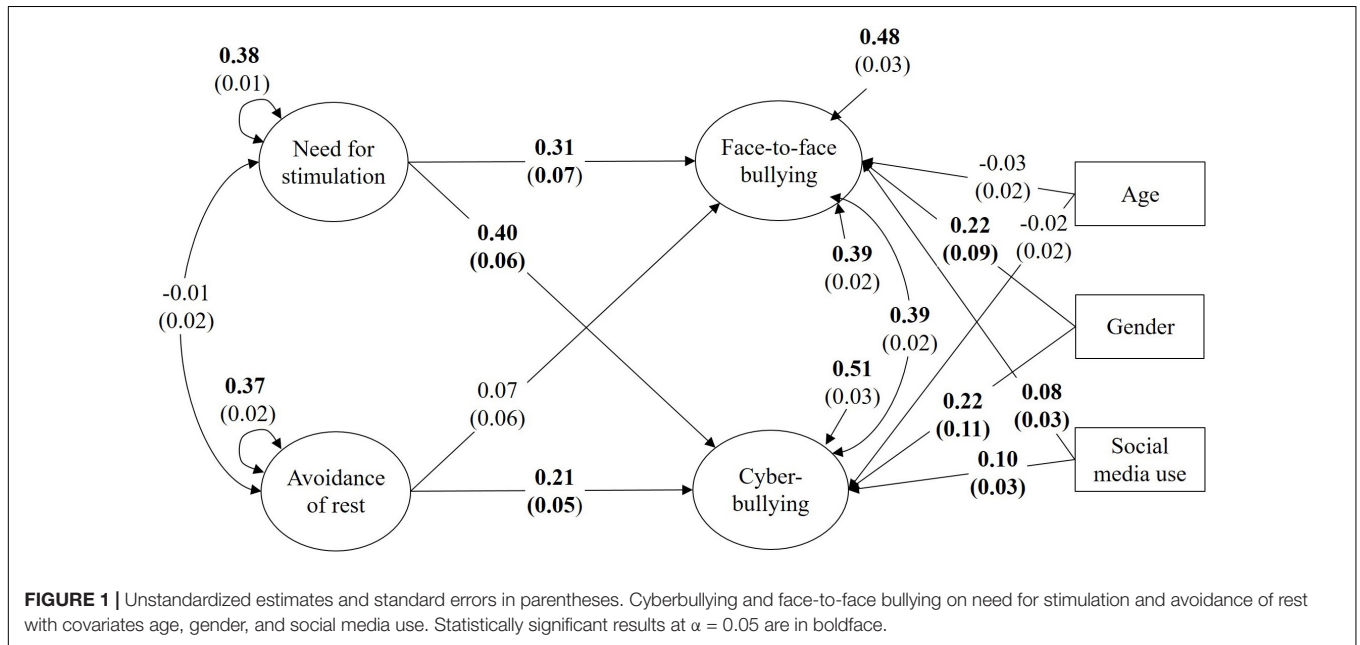 0.38
(0.01)
Need for
stimulation
0.31
(0.07)
0.40
(0.06)
-0.01
(0.02)
0.37
(0.02)
Avoidance
of rest
0.07
(0.06)
0.21
(0.05)
0.48
(0.03)
Face-to-face
bullying
0.39
(0.02)
0.39
(0.02)
0.51
(0.03)
Cyber-
bullying
-0.03
(0.02)
0.22
(0.09)
-0.02
(0.02)
0.22
(0.11)
0.08
(0.03)
0.10
(0.03)
Age
Gender
Social
media use
FIGURE 1 | Unstandardized estimates and standard errors in parentheses. Cyberbullying and face-to-face bullying on need for stimulation and avoidance of rest
with covariates age, gender, and social media use. Statistically significant results at α = 0.05 are in boldface.